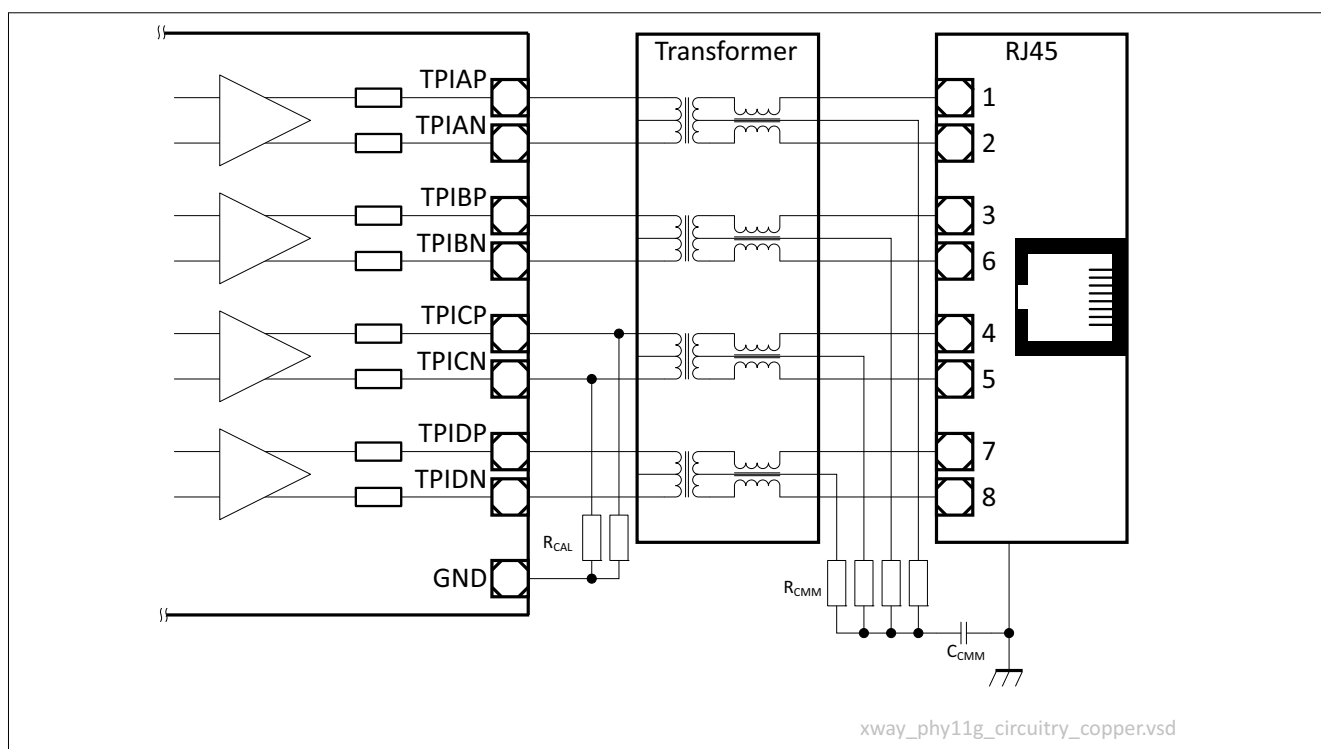 Transformer
RJ45
TPIAP
1
TPIAN
2
TPIBP
3
TPIBN
6
TPICP
4
TPICN
5
TPIDP
7
TPIDN
8
RCAL
GND
RCMM
CCMM
xway_phy11g_circuitry_copper.vsd